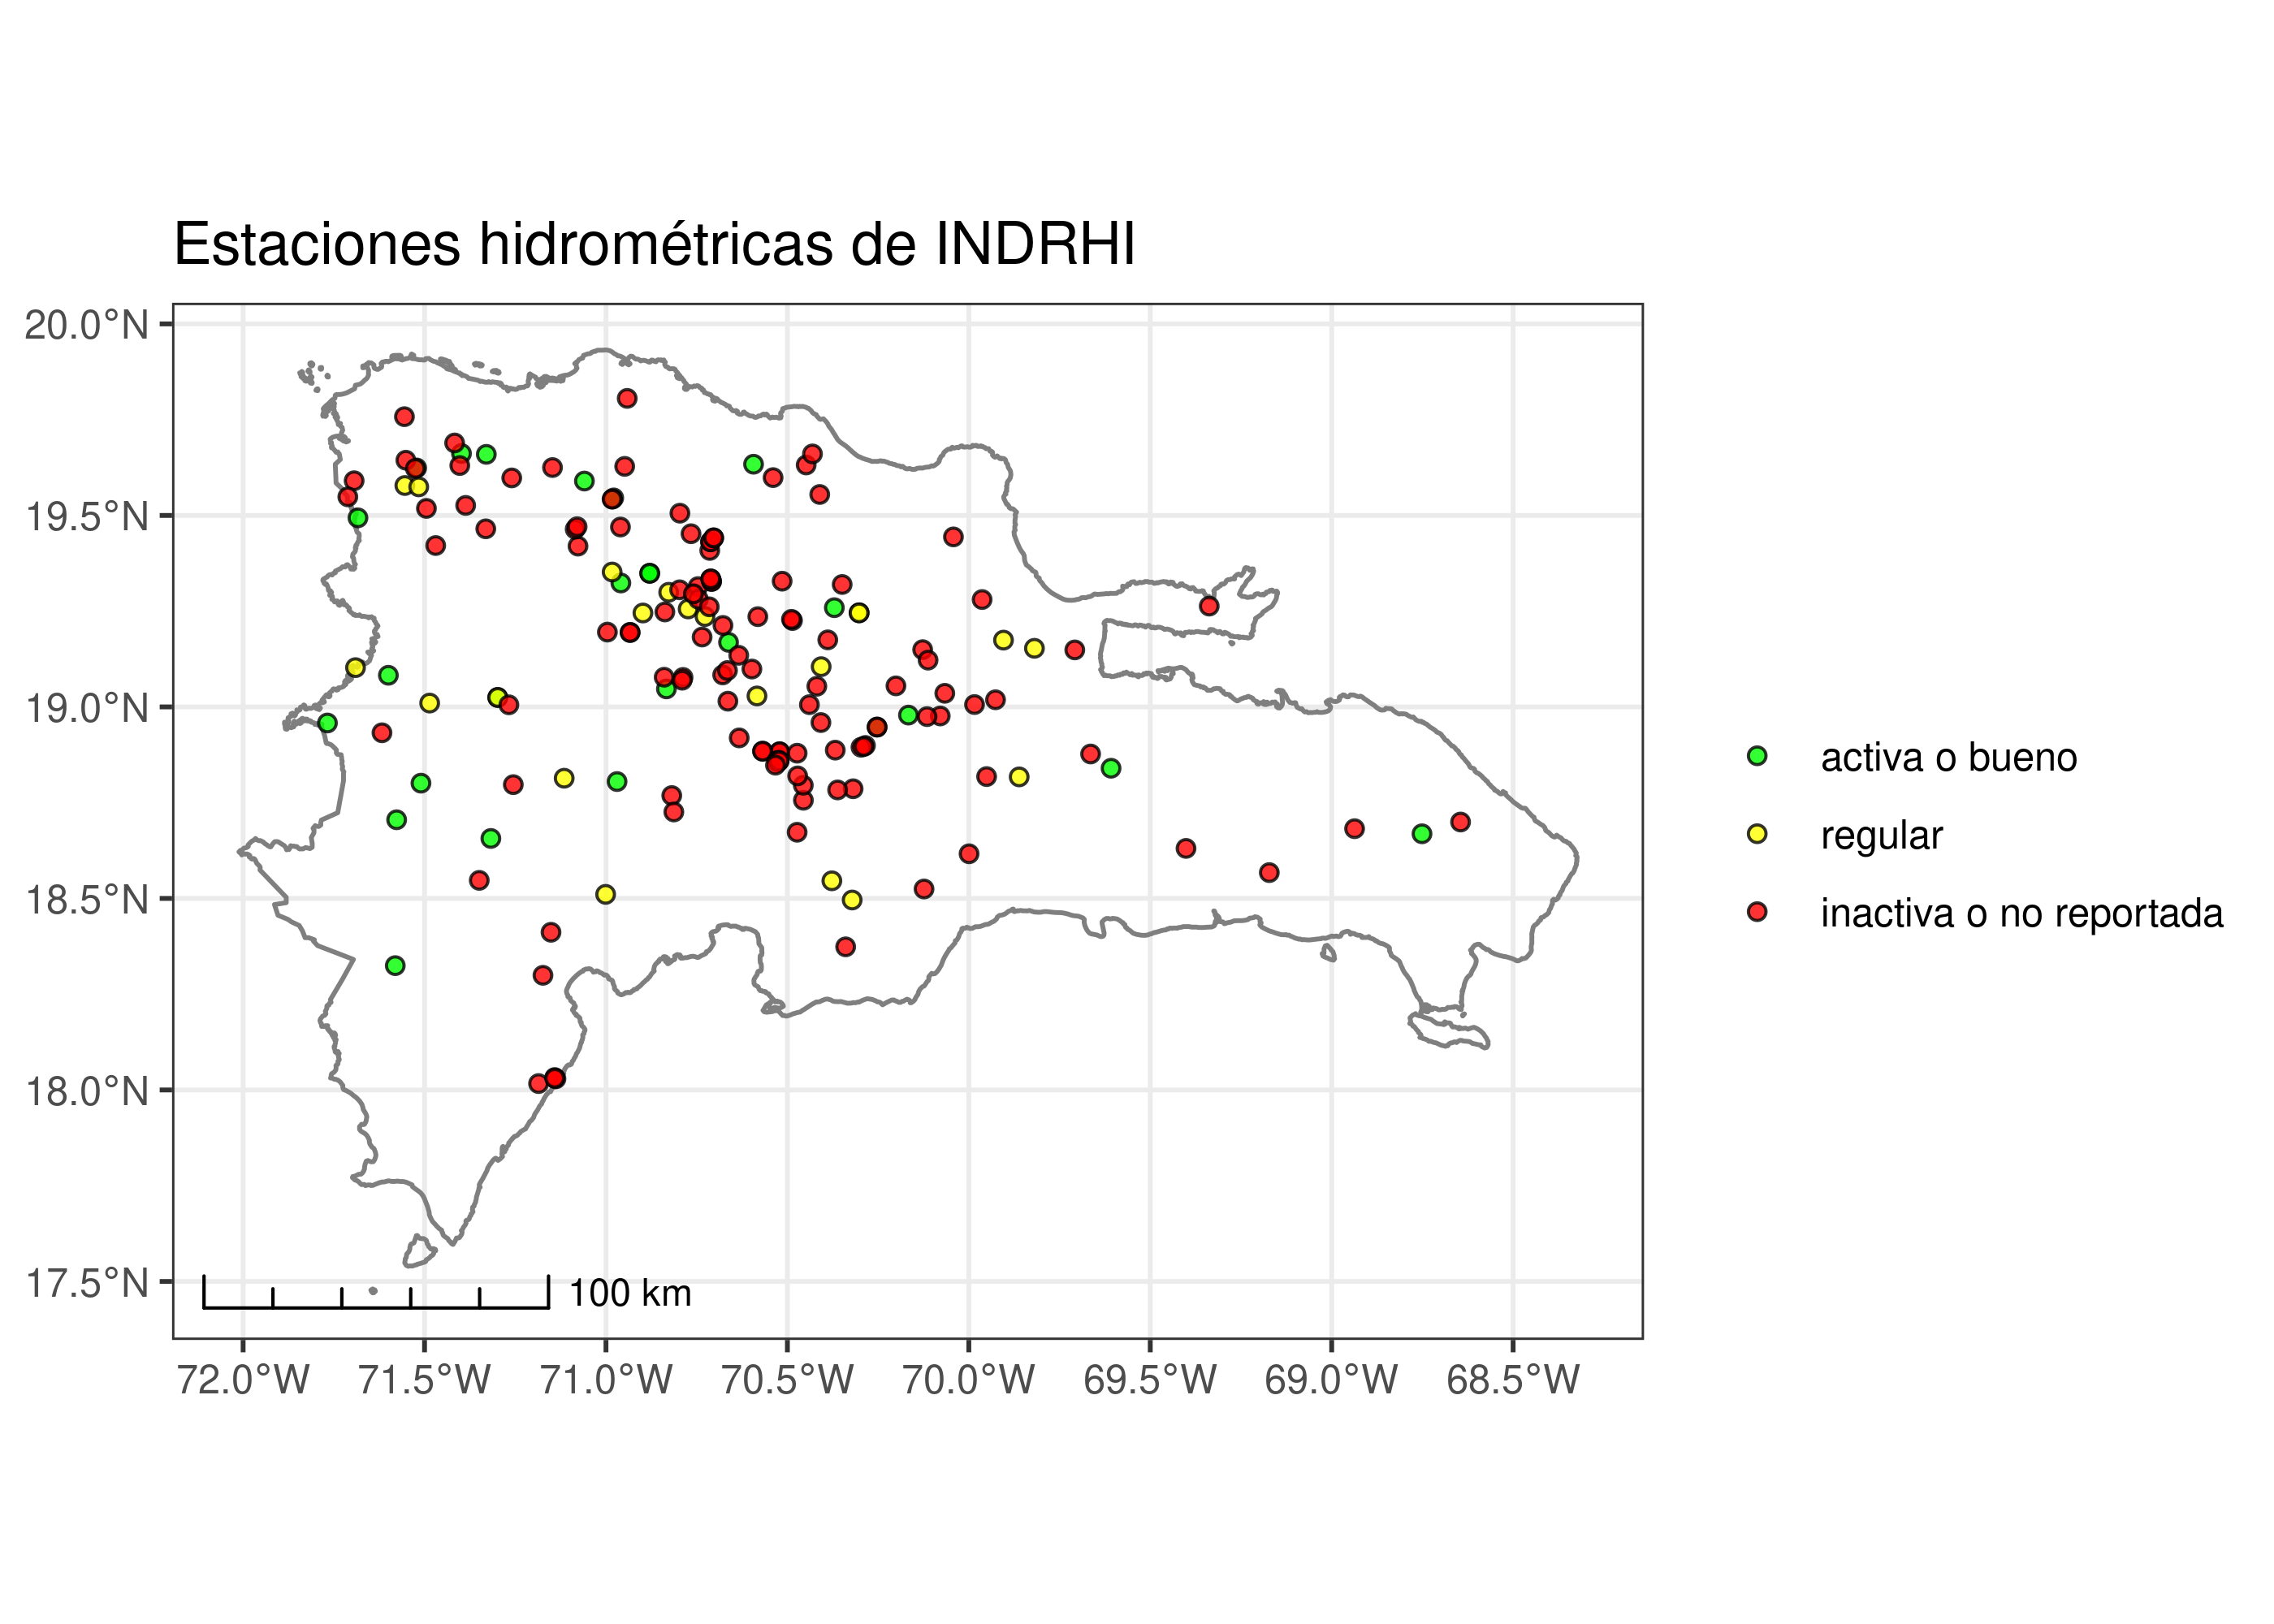 Estaciones hidrométricas de INDRHI
20.0°N
19.5°N
19.0°N
18.5°N
18.0°N
17.5°N
100 km
72.0°W 71.5°W 71.0°W 70.5°W 70.0°W 69.5°W 69.0°W 68.5°W
activa o bueno
regular
inactiva o no reportada